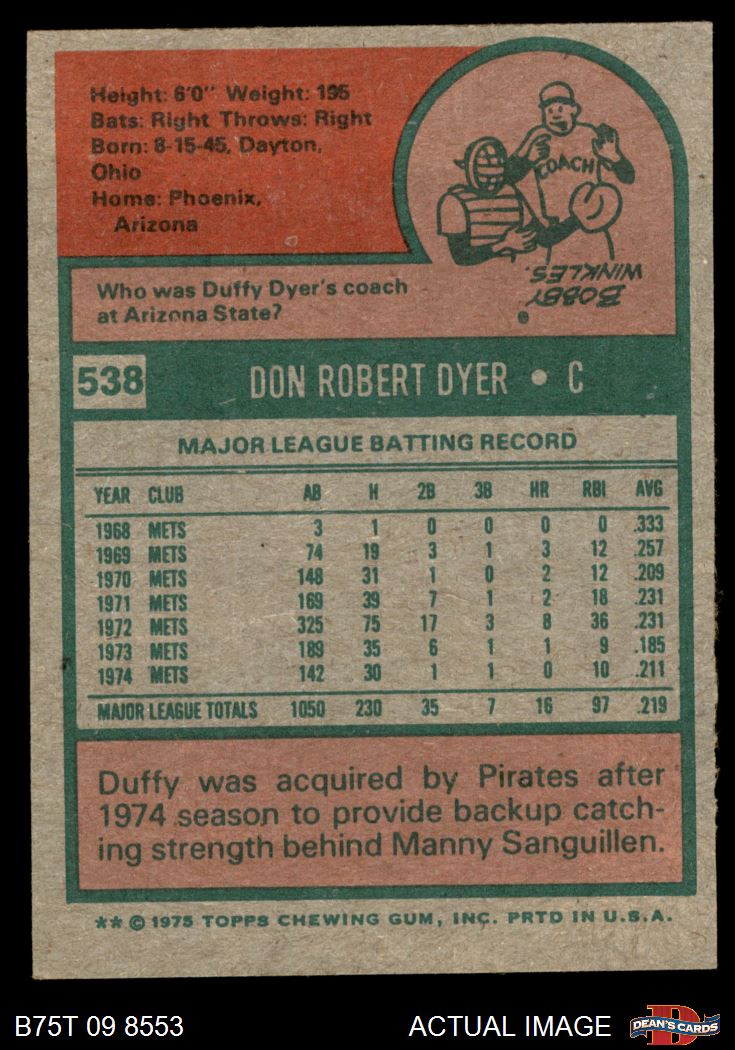 Height: 6'0" Weight: 195
Bats: Right Throws: Right
Born: 8-15-45, Dayton,
Ohio
Home: Phoenix,
Arizona
COACH
BOBBY
WINKLES.
Who was Duffy Dyer's coach
at Arizona State?
538 DON ROBERT DYER • C
MAJOR LEAGUE BATTING RECORD
YEAR CLUB AB H 2B 3B HR RBI AVG
1968 METS 3 1 0 0 0 0 .333
1969 METS 74 19 3 1 3 12 .257
1970 METS 148 31 1 0 2 12 .209
1971 METS 169 39 7 1 2 18 .231
1972 METS 325 75 17 3 8 36 .231
1973 METS 189 35 6 1 1 9 .185
1974 METS 142 30 1 1 0 10 .211
MAJOR LEAGUE TOTALS 1050 230 35 7 16 97 .219
Duffy was acquired by Pirates after
1974 season to provide backup catch-
ing strength behind Manny Sanguillen.
** © 1975 TOPPS CHEWING GUM, INC. PRTD IN U.S.A.
B75T 09 8553 ACTUAL IMAGE D DEAN'S CARDS